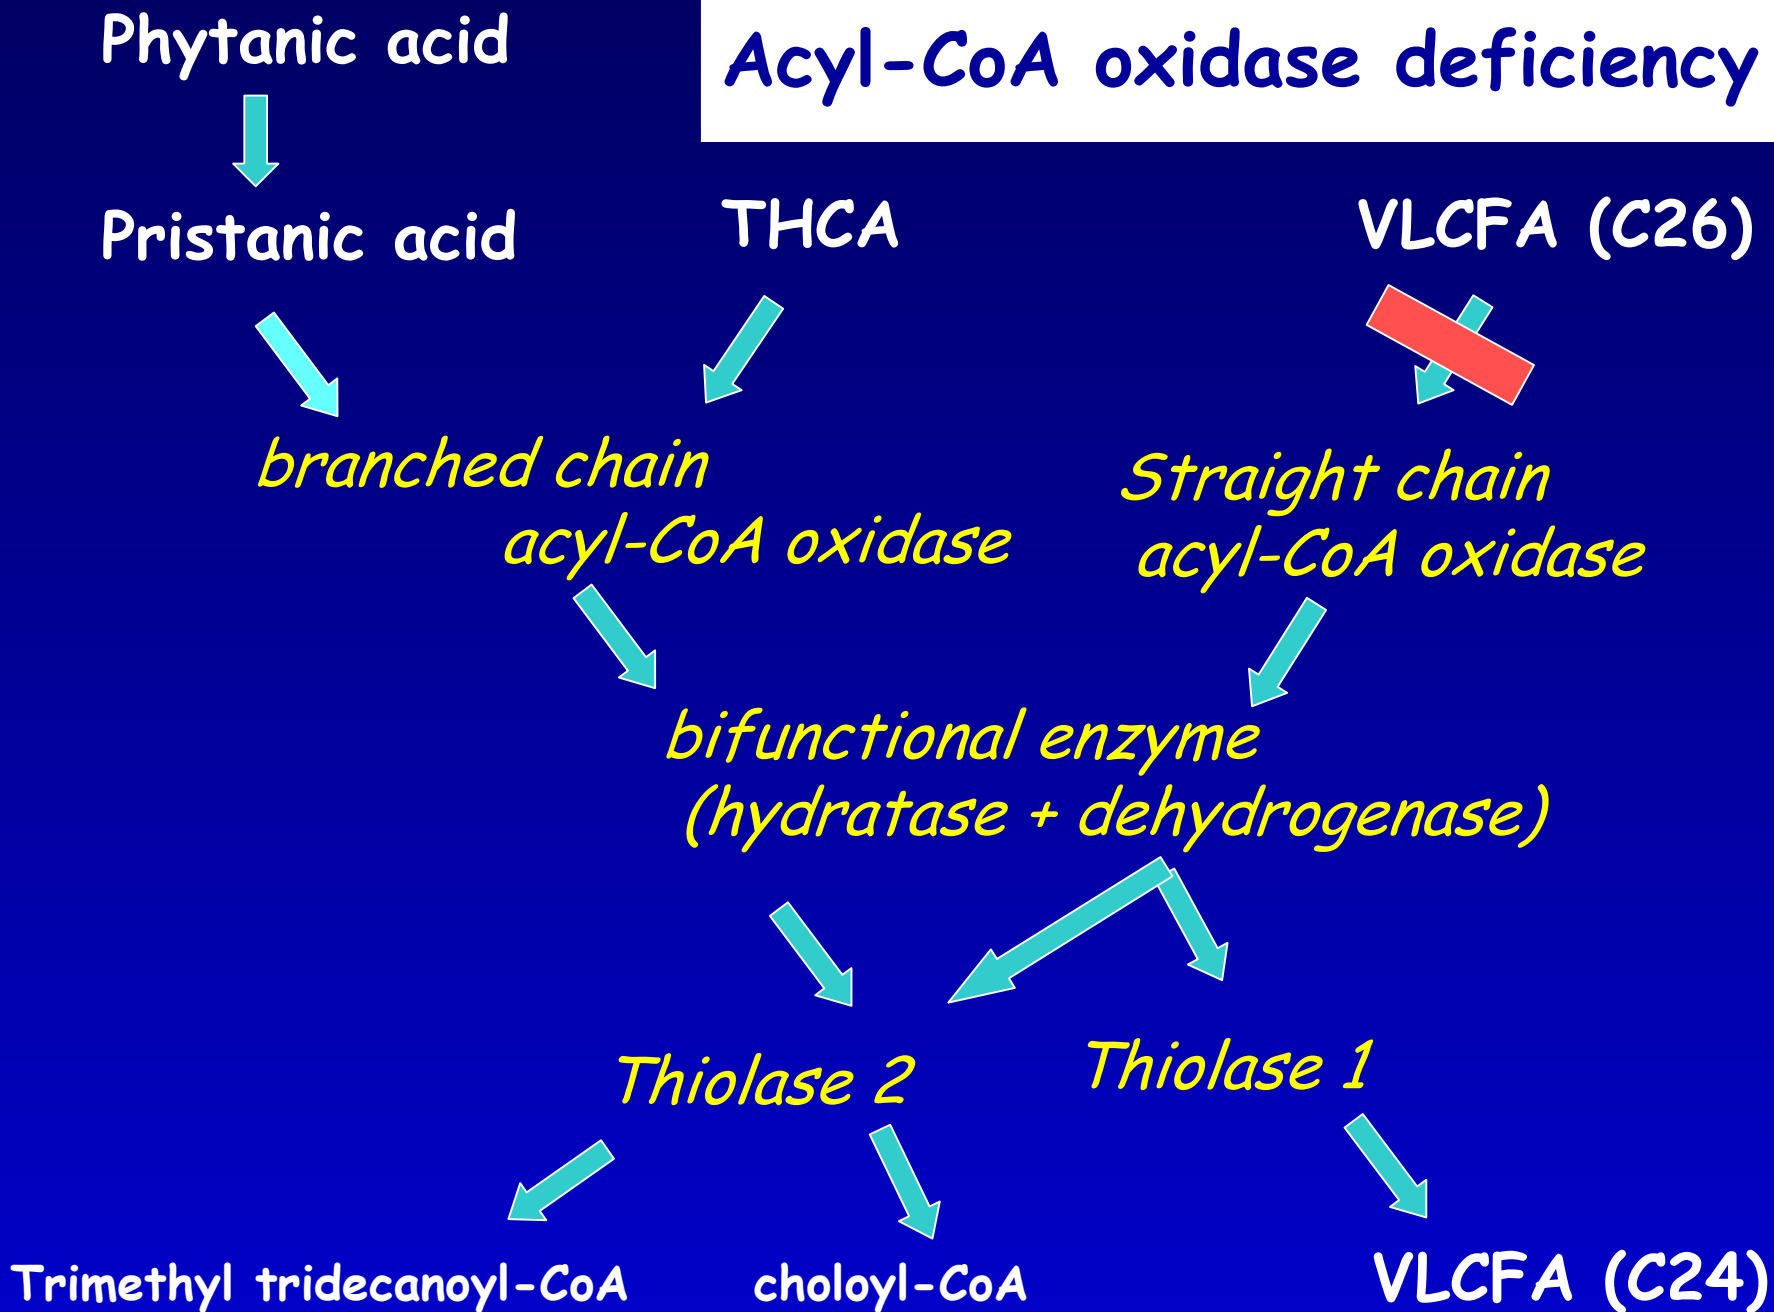 Phytanic acid
Acyl-CoA oxidase deficiency
Pristanic acid
THCA
VLCFA (C26)
branched chain
acyl-CoA oxidase
Straight chain
acyl-CoA oxidase
bifunctional enzyme
(hydratase + dehydrogenase)
Thiolase 2
Thiolase 1
Trimethyl tridecanoyl-CoA
choloyl-CoA
VLCFA (C24)